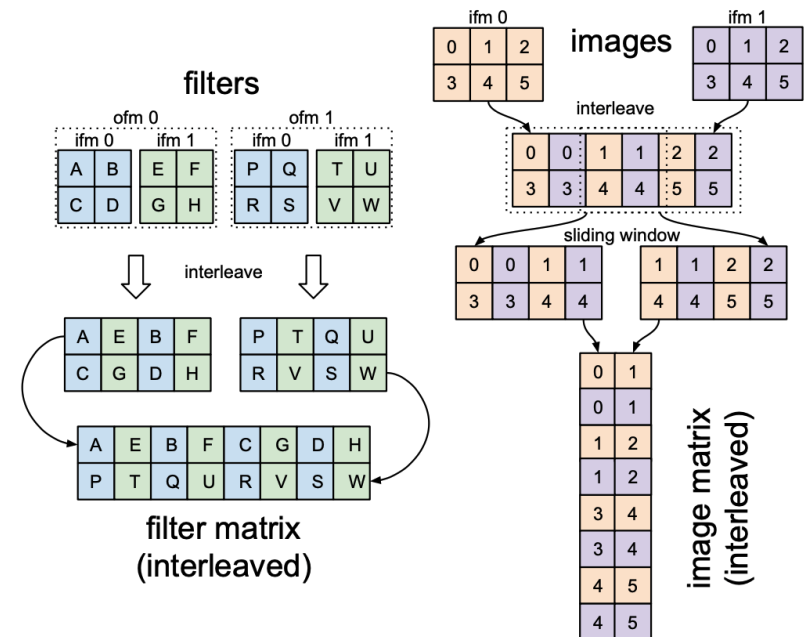 filters
ofm 0
ofm 1
ifm 0
ifm 1
ifm 0
ifm 1
A B E F P Q T U
C D G H R S V W
interleave
A E B F P T Q U
C G D H R V S W
A E B F C G D H
P T Q U R V S W
filter matrix
(interleaved)
ifm 0
images
ifm 1
0 1 2 0 1 2
3 4 5 3 4 5
interleave
0 0 1 1 2 2
3 3 4 4 5 5
sliding window
0 0 1 1 1 1 2 2
3 3 4 4 4 4 5 5
0 1
0 1
1 2
1 2
3 4
3 4
4 5
4 5
image matrix
(interleaved)